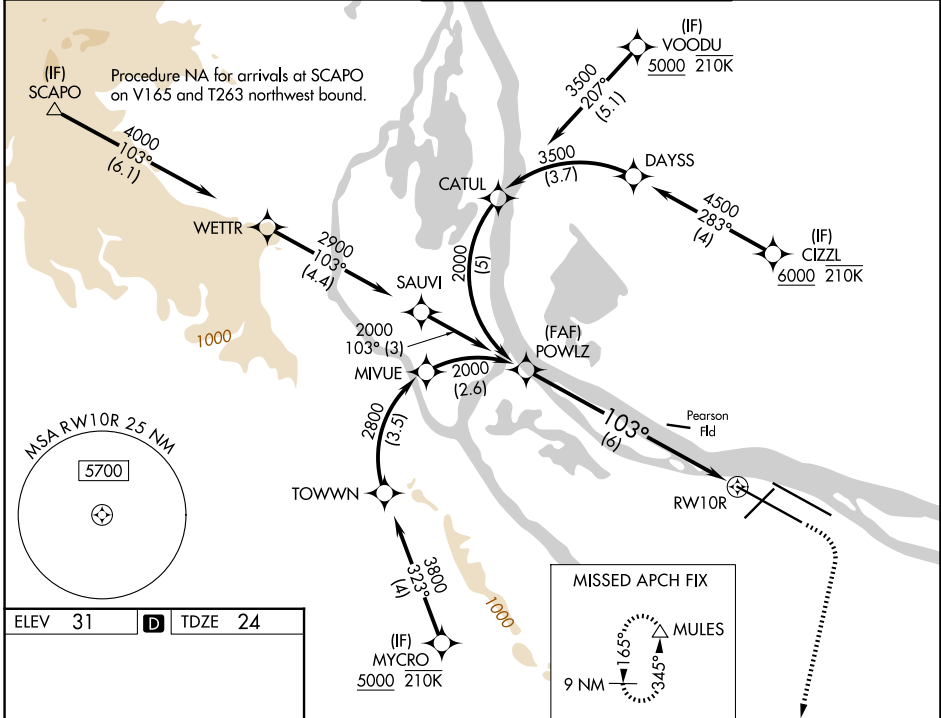 (IF)
SCAPO
Procedure NA for arrivals at SCAPO
on V165 and T263 northwest bound.
(IF)
VOODU
5000 210K
3500
207°
(5.1)
4000
103°
(6.1)
3500
(3.7)
DAYSS
CATUL
4500
283°
(4)
(IF)
CIZZL
6000 210K
WETTR
2900
103°
(4.4)
2000
(5)
SAUVI
2000
103° (3)
(FAF)
POWLZ
1000
MIVUE
2000
(2.6)
103°
(6)
Pearson
Fld
2800
(3.5)
MSA RW10R 25 NM
5700
TOWWN
RW10R
3800
323°
(4)
1000
MISSED APCH FIX
MULES
165°
345°
9 NM
ELEV 31 D TDZE 24
(IF)
MYCRO
5000 210K